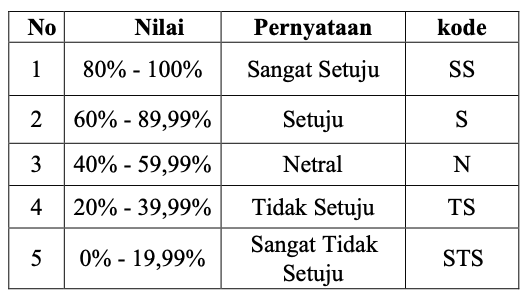 No Nilai Pernyataan kode
1 80% - 100% Sangat Setuju SS
2 60% - 89,99% Setuju S
3 40% - 59,99% Netral N
4 20% - 39,99% Tidak Setuju TS
5 0% - 19,99% Sangat Tidak Setuju STS